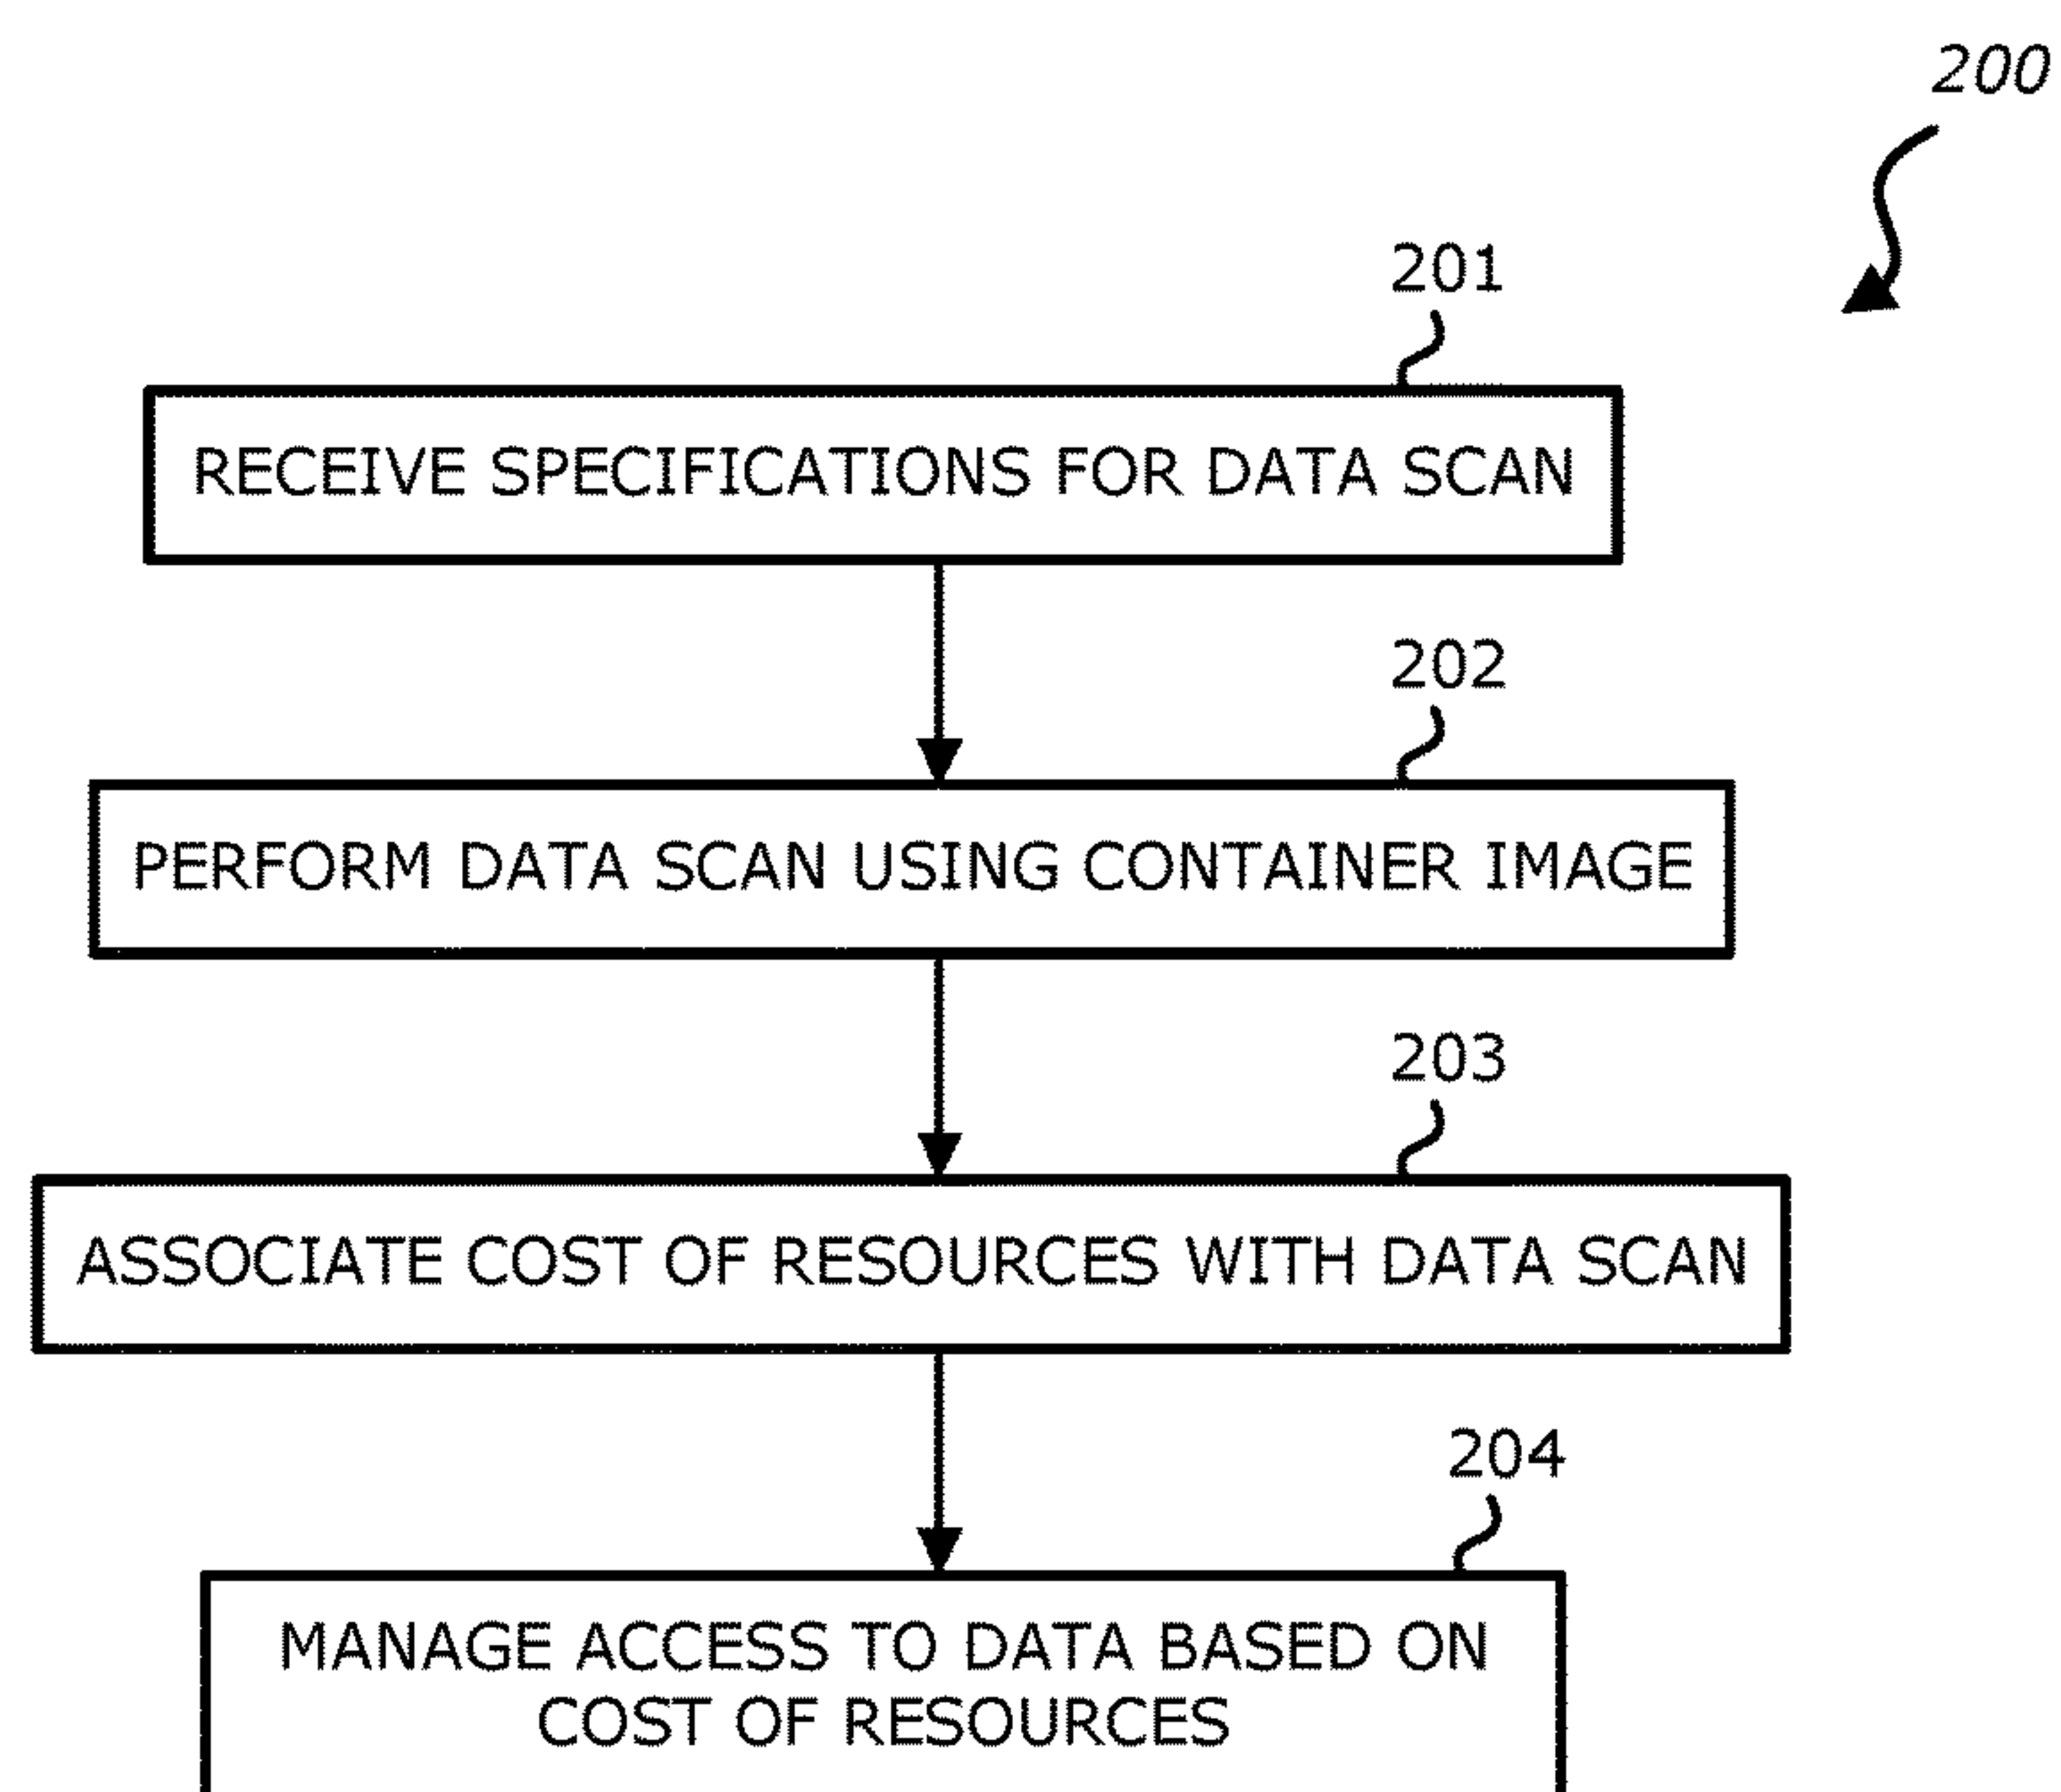 200
201
RECEIVE SPECIFICATIONS FOR DATA SCAN
202
PERFORM DATA SCAN USING CONTAINER IMAGE
203
ASSOCIATE COST OF RESOURCES WITH DATA SCAN
204
MANAGE ACCESS TO DATA BASED ON
COST OF RESOURCES